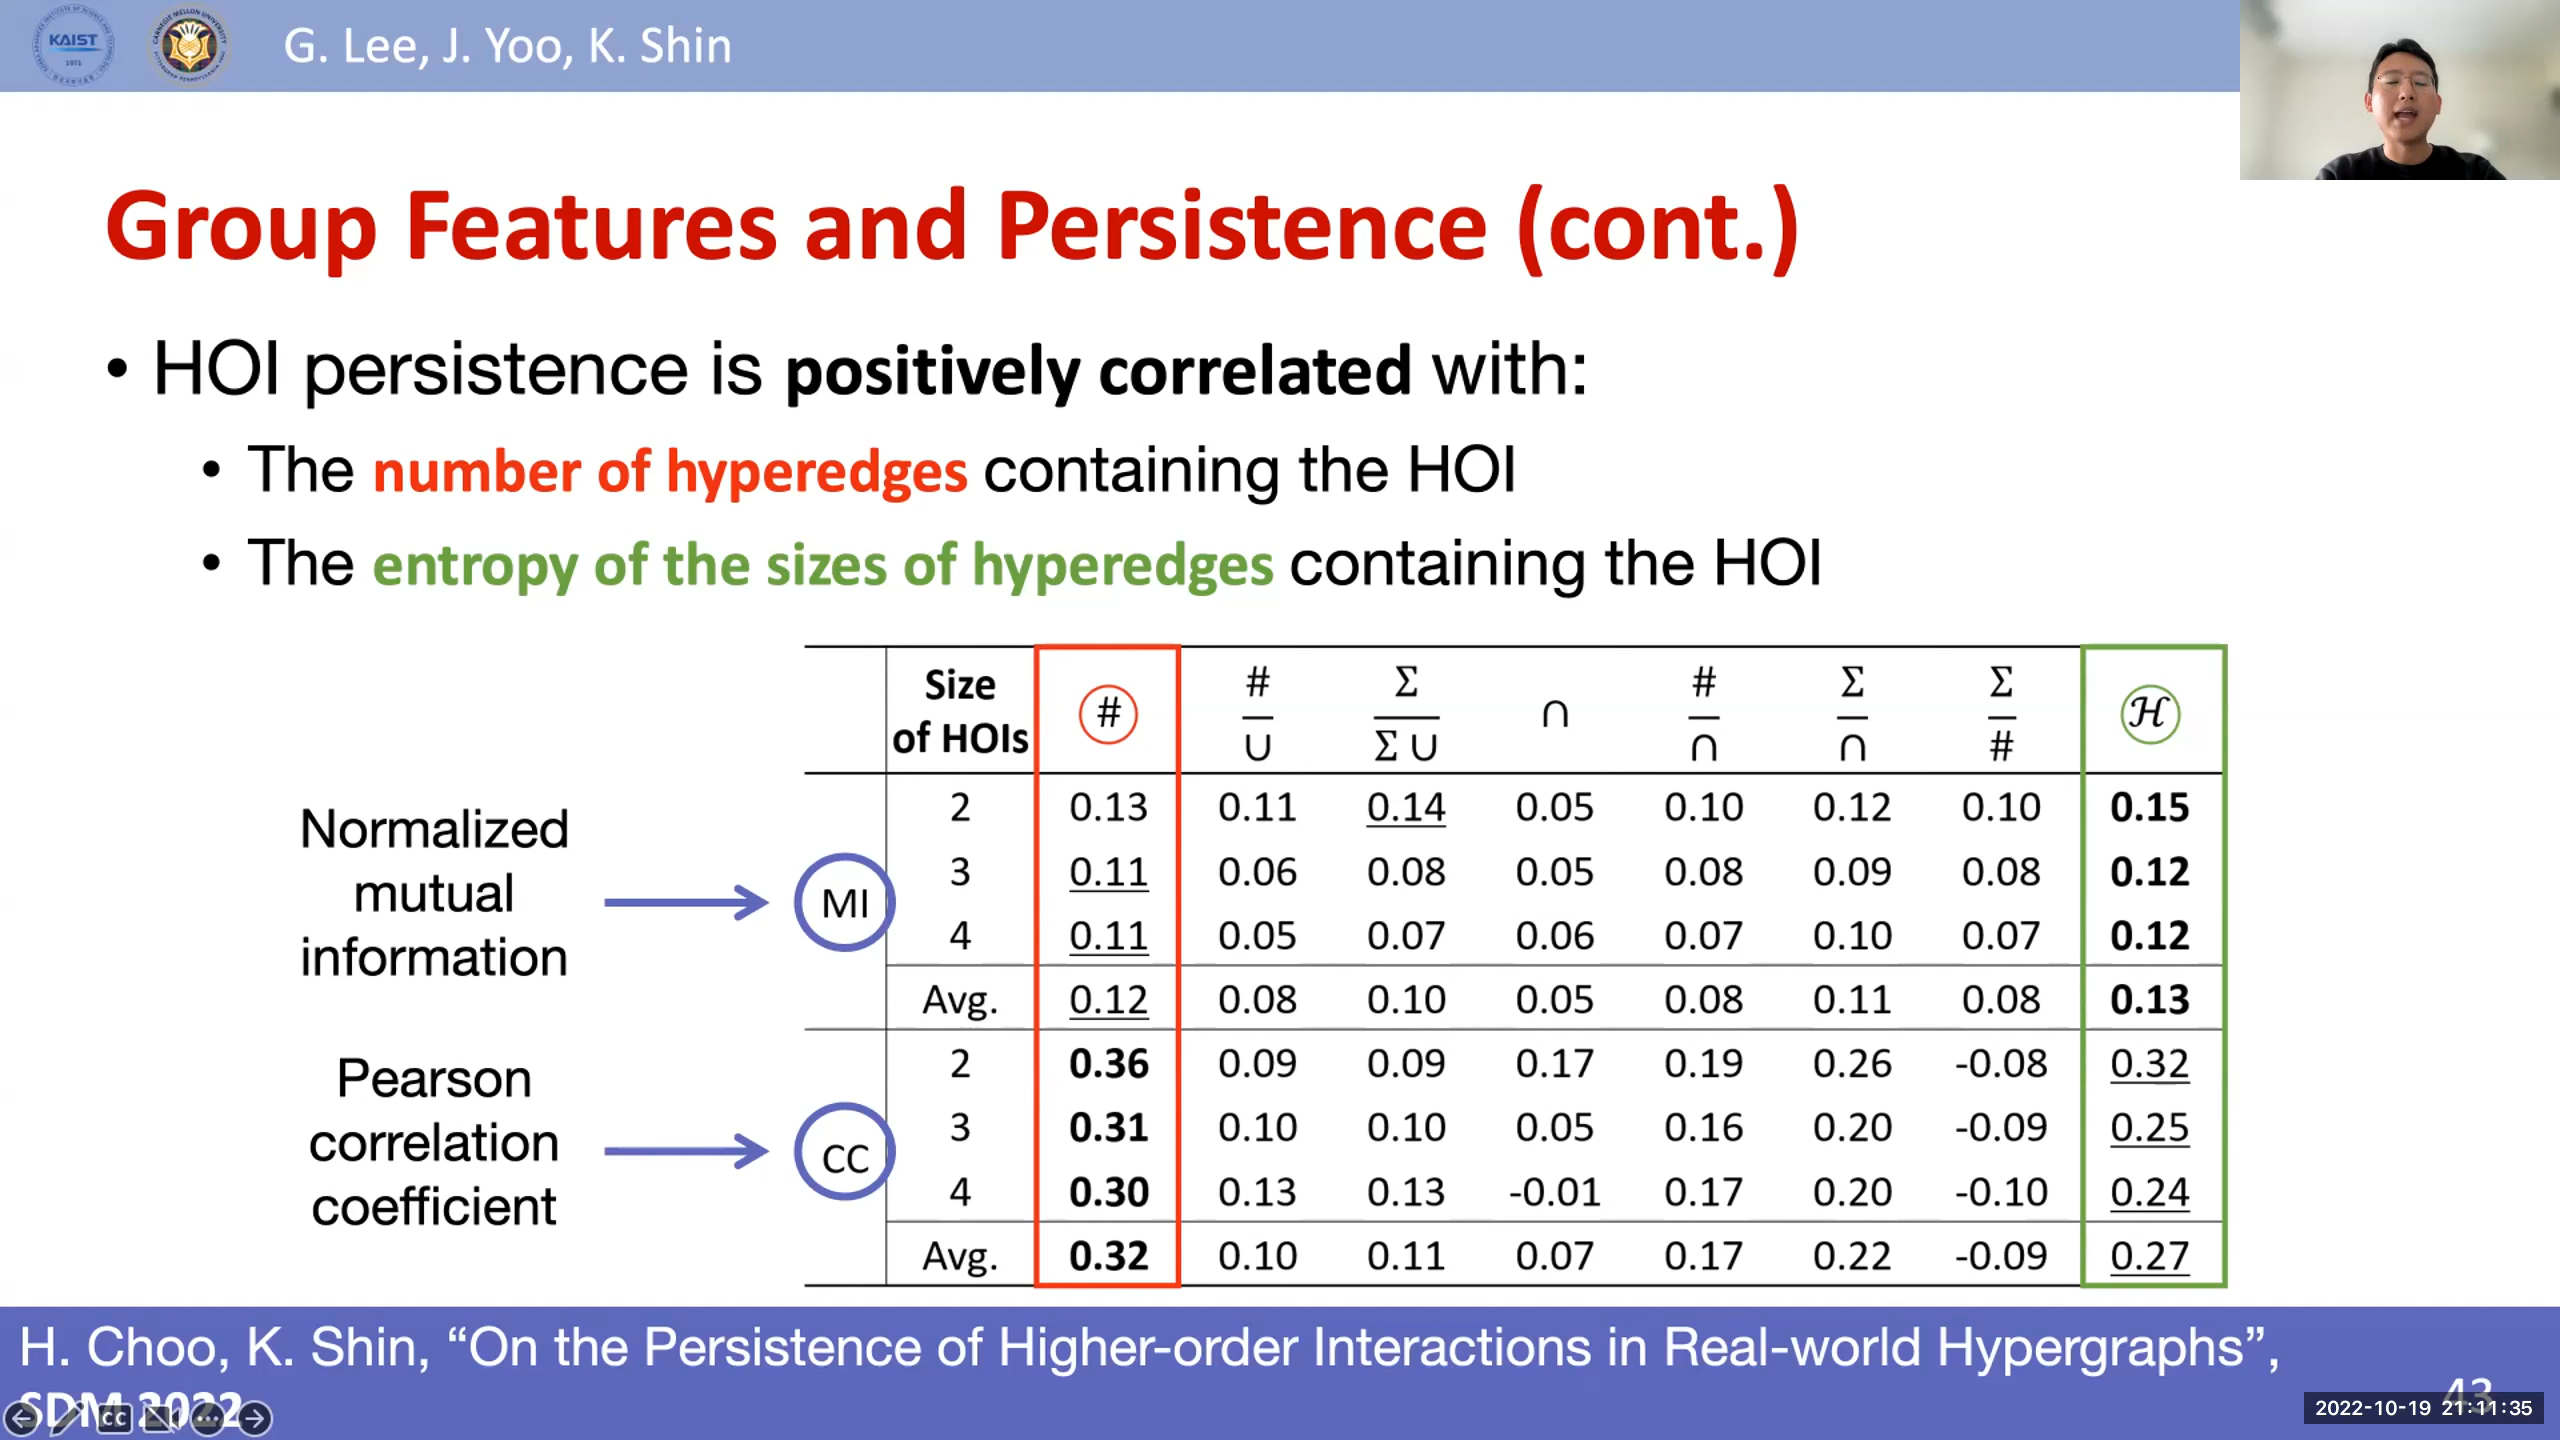 KAIST
1971
CARNEGIE MELLON UNIVERSITY
G. Lee, J. Yoo, K. Shin
Group Features and Persistence (cont.)
• HOI persistence is positively correlated with:
• The number of hyperedges containing the HOI
• The entropy of the sizes of hyperedges containing the HOI
Size of HOIs # #/∪ Σ/Σ∪ ∩ #/∩ Σ/∩ Σ/# ℋ
Normalized
mutual
information
MI
2 0.13 0.11 0.14 0.05 0.10 0.12 0.10 0.15
3 0.11 0.06 0.08 0.05 0.08 0.09 0.08 0.12
4 0.11 0.05 0.07 0.06 0.07 0.10 0.07 0.12
Avg. 0.12 0.08 0.10 0.05 0.08 0.11 0.08 0.13
Pearson
correlation
coefficient
CC
2 0.36 0.09 0.09 0.17 0.19 0.26 -0.08 0.32
3 0.31 0.10 0.10 0.05 0.16 0.20 -0.09 0.25
4 0.30 0.13 0.13 -0.01 0.17 0.20 -0.10 0.24
Avg. 0.32 0.10 0.11 0.07 0.17 0.22 -0.09 0.27
H. Choo, K. Shin, “On the Persistence of Higher-order Interactions in Real-world Hypergraphs”,
SDM 2022
CC
43
2022-10-19 21:11:35